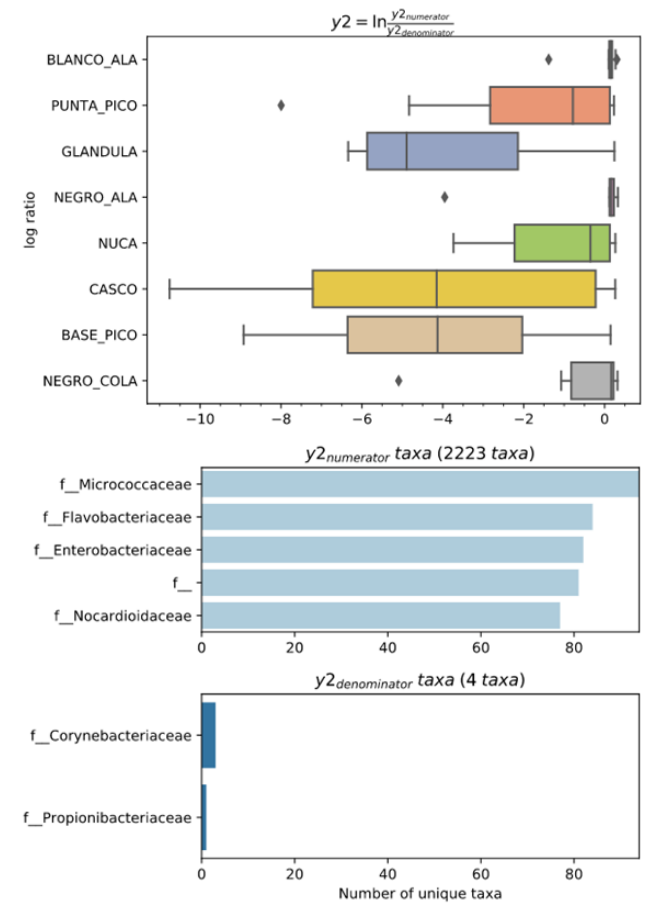 y2 = ln y2numerator / y2denominator
BLANCO_ALA
PUNTA_PICO
GLANDULA
NEGRO_ALA
NUCA
CASCO
BASE_PICO
NEGRO_COLA
log ratio
−10 −8 −6 −4 −2 0
y2numerator taxa (2223 taxa)
f__Micrococcaceae
f__Flavobacteriaceae
f__Enterobacteriaceae
f__
f__Nocardioidaceae
0 20 40 60 80
y2denominator taxa (4 taxa)
f__Corynebacteriaceae
f__Propionibacteriaceae
0 20 40 60 80
Number of unique taxa